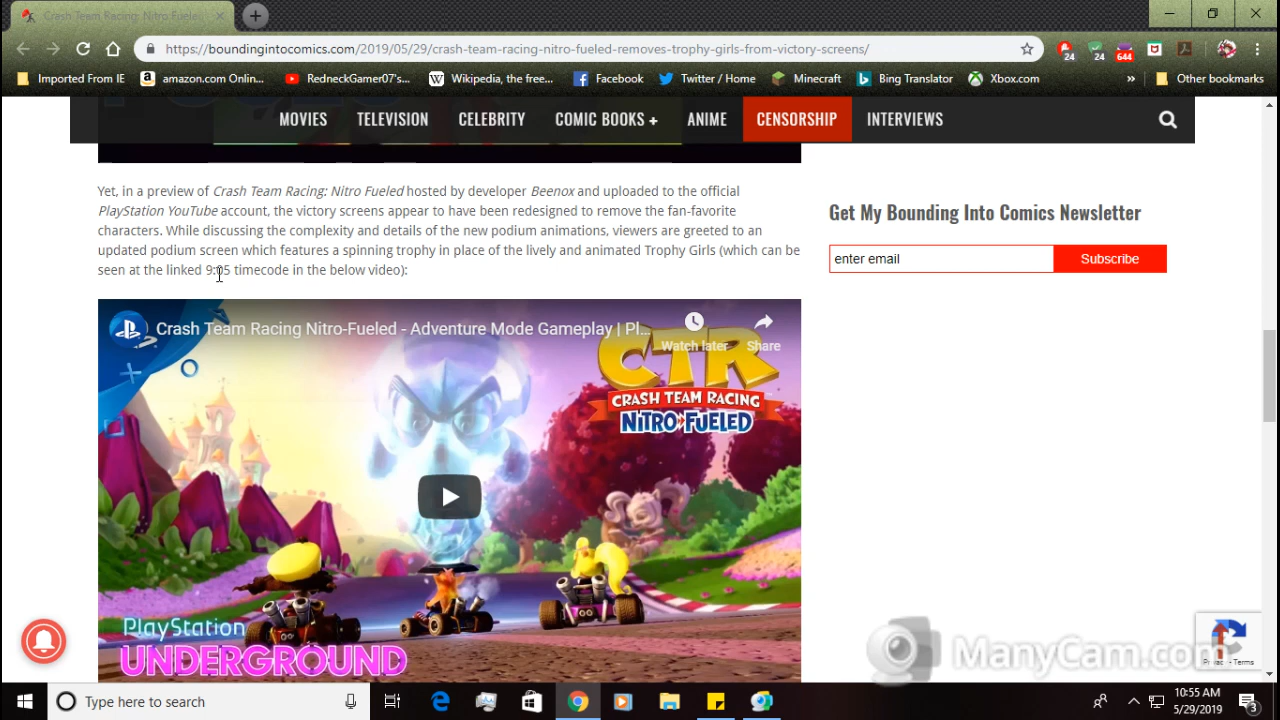 Crash Team Racing: Nitro Fueled
https://boundingintocomics.com/2019/05/29/crash-team-racing-nitro-fueled-removes-trophy-girls-from-victory-screens/
24
24
644
Imported From IE
amazon.com Onlin...
RedneckGamer07's...
Wikipedia, the free...
Facebook
Twitter / Home
Minecraft
Bing Translator
Xbox.com
»
Other bookmarks
MOVIES
TELEVISION
CELEBRITY
COMIC BOOKS +
ANIME
CENSORSHIP
INTERVIEWS
Yet, in a preview of Crash Team Racing: Nitro Fueled hosted by developer Beenox and uploaded to the official
PlayStation YouTube account, the victory screens appear to have been redesigned to remove the fan-favorite
characters. While discussing the complexity and details of the new podium animations, viewers are greeted to an
updated podium screen which features a spinning trophy in place of the lively and animated Trophy Girls (which can be
seen at the linked 9:05 timecode in the below video):
Get My Bounding Into Comics Newsletter
enter email
Subscribe
Crash Team Racing Nitro-Fueled - Adventure Mode Gameplay | Pl...
Watch later
Share
CTR
CRASH TEAM RACING
NITRO FUELED
PlayStation
UNDERGROUND
Privacy - Terms
ManyCam.com
Type here to search
10:55 AM
5/29/2019
3